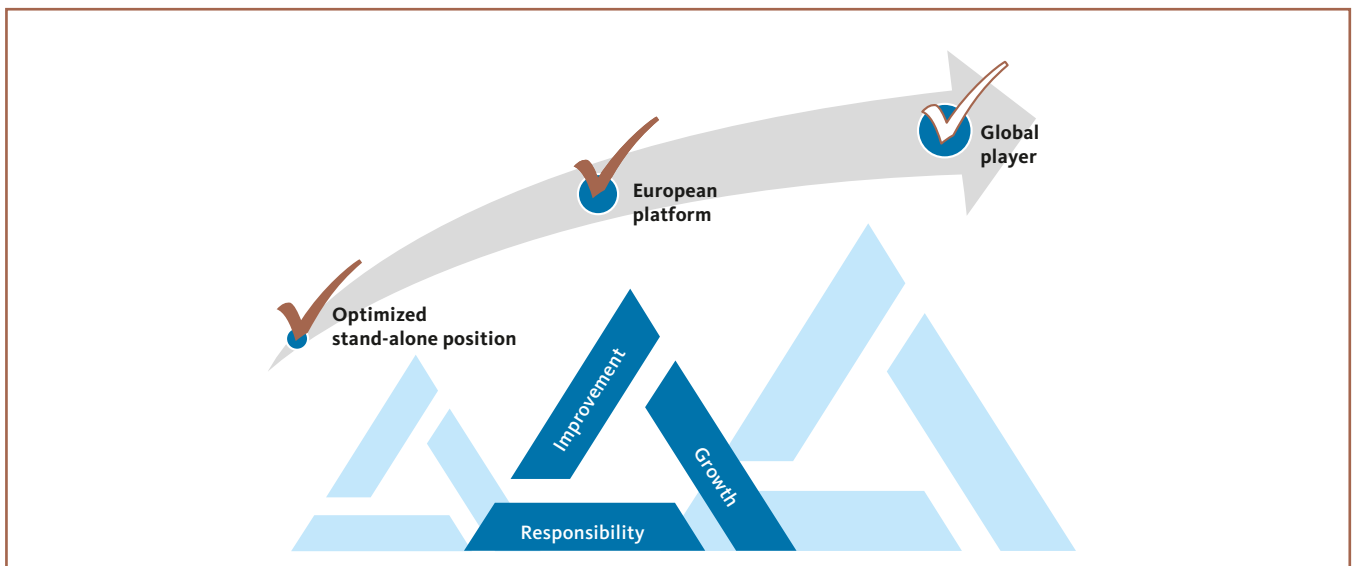 Global
player
European
platform
Optimized
stand-alone position
Improvement
Growth
Responsibility